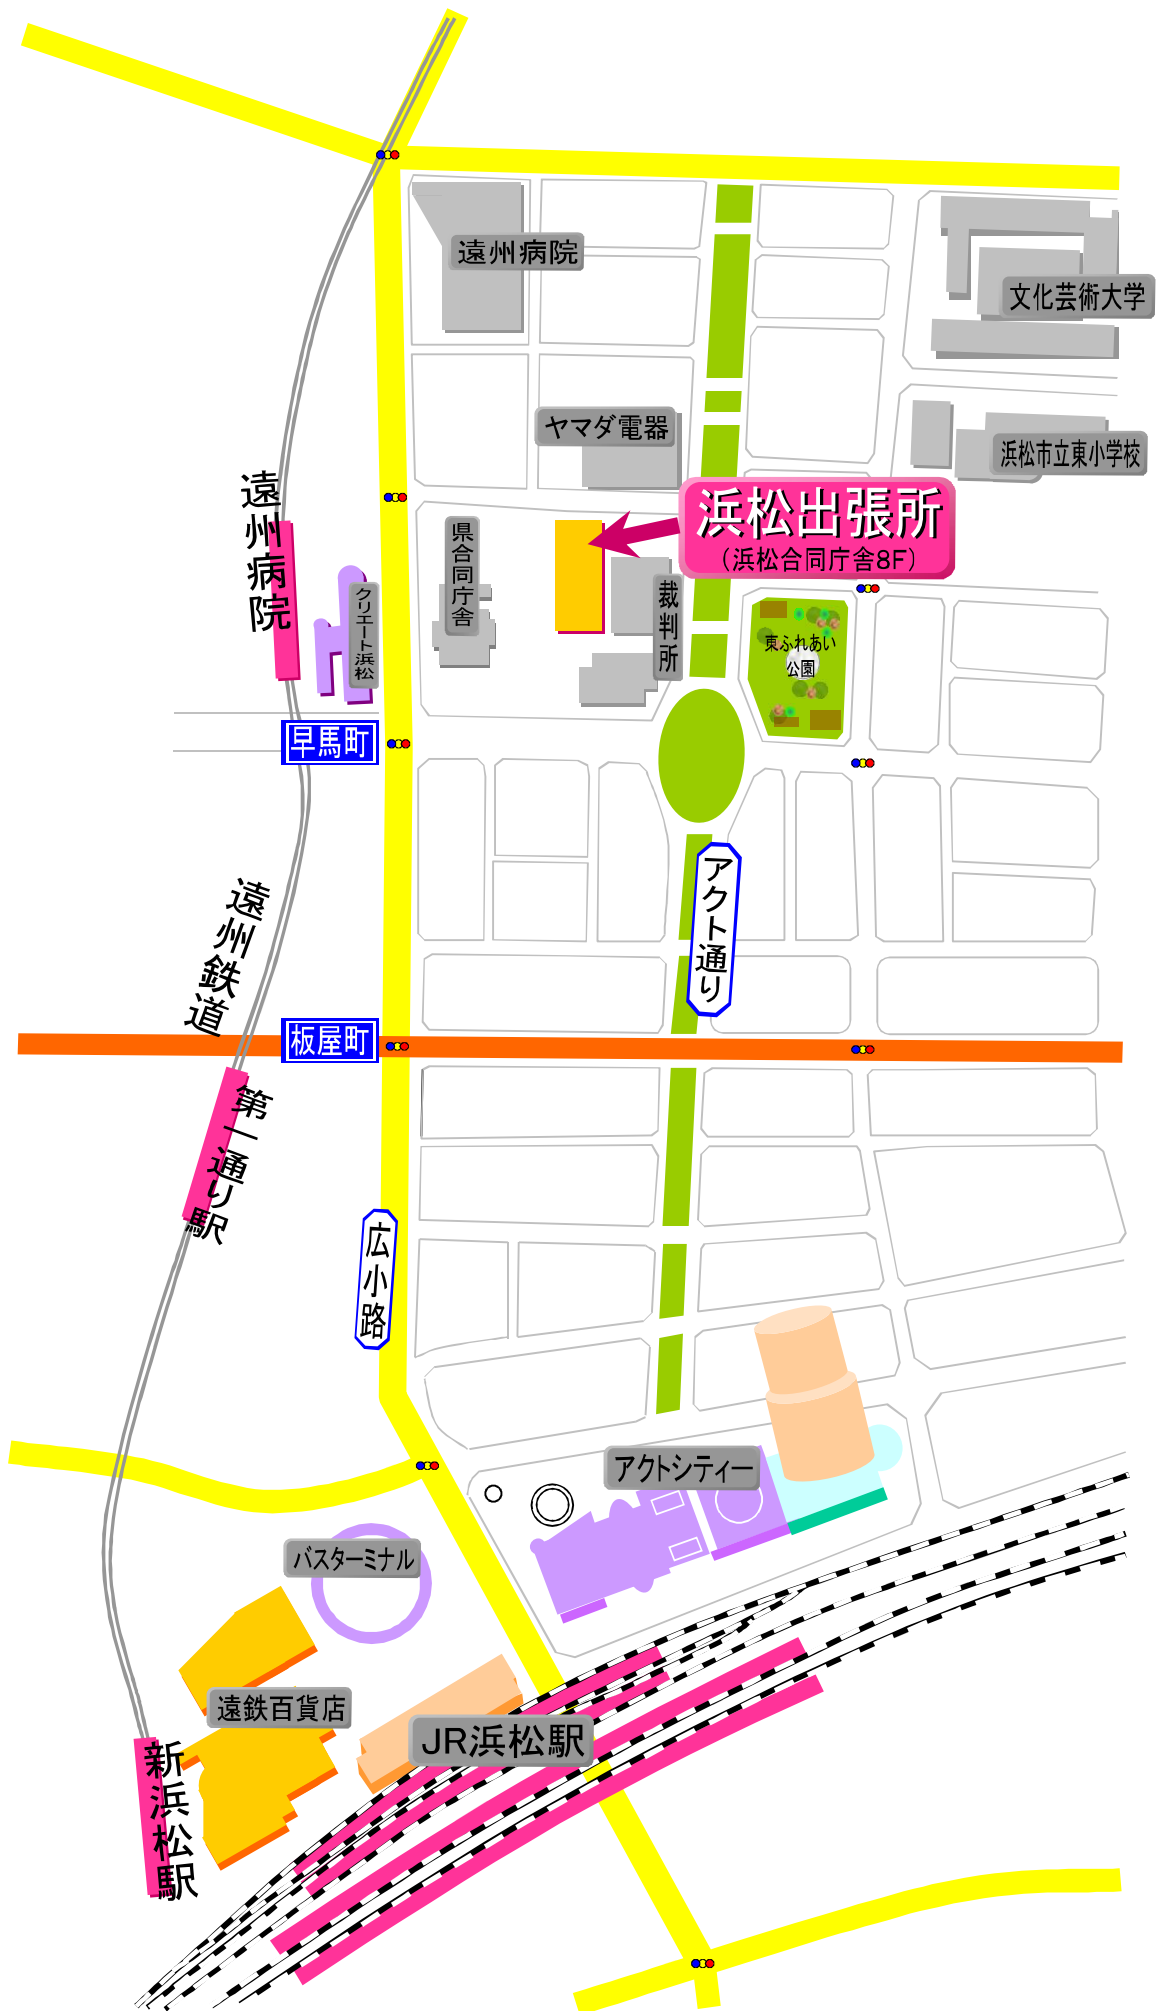 遠州病院
文化芸術大学
ヤマダ電器
浜松市立東小学校
浜松出張所
（浜松合同庁舎8F）
遠州病院
県合同庁舎
クリエート浜松
裁判所
東ふれあい
公園
早馬町
アクト通り
遠州鉄道
板屋町
第一通り駅
広小路
アクトシティー
バスターミナル
遠鉄百貨店
JR浜松駅
新浜松駅